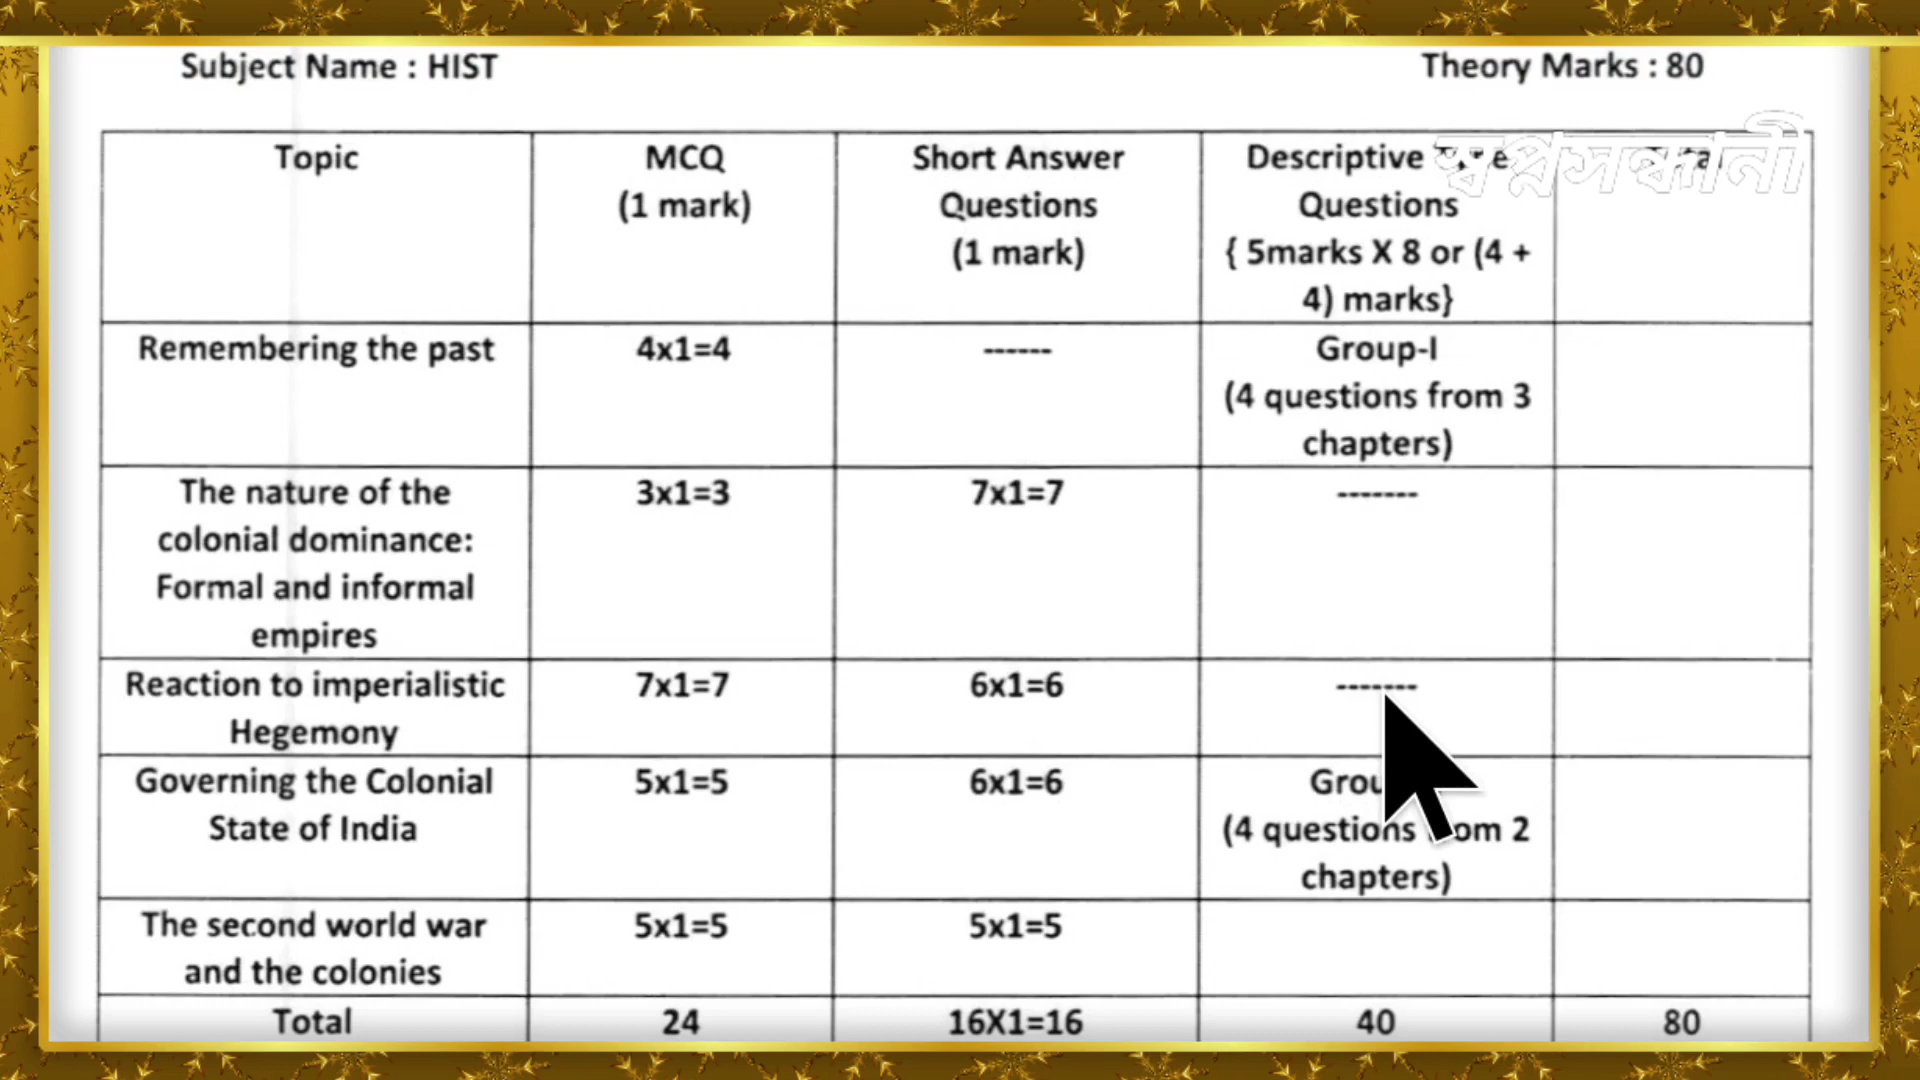 Subject Name : HIST
Theory Marks : 80
স্বপ্নসন্ধানী
Topic
MCQ
(1 mark)
Short Answer
Questions
(1 mark)
Descriptive
Questions
{ 5marks X 8 or (4 +
4) marks}
Remembering the past
4x1=4
------
Group-I
(4 questions from 3
chapters)
The nature of the
colonial dominance:
Formal and informal
empires
3x1=3
7x1=7
-------
Reaction to imperialistic
Hegemony
7x1=7
6x1=6
-------
Governing the Colonial
State of India
5x1=5
6x1=6
(4 questions from 2
chapters)
The second world war
and the colonies
5x1=5
5x1=5
Total
24
16X1=16
40
80